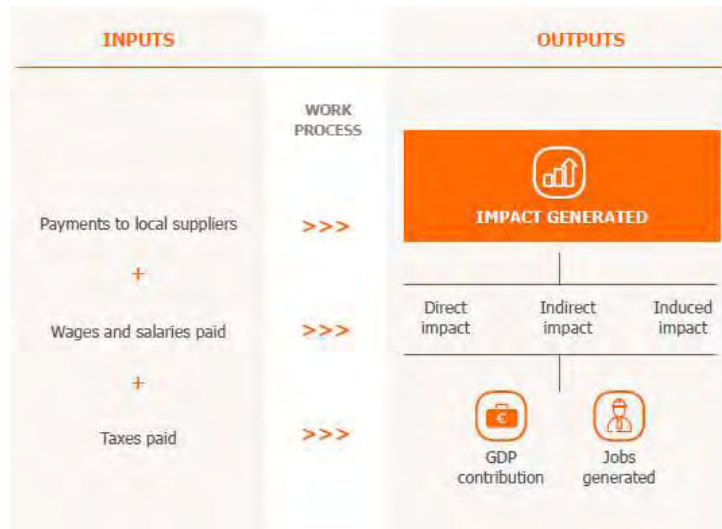 INPUTS
OUTPUTS
WORK
PROCESS
IMPACT GENERATED
Payments to local suppliers
>>>
+
Direct
impact
Indirect
impact
Induced
impact
Wages and salaries paid
>>>
+
Taxes paid
>>>
€
GDP
contribution
Jobs
generated